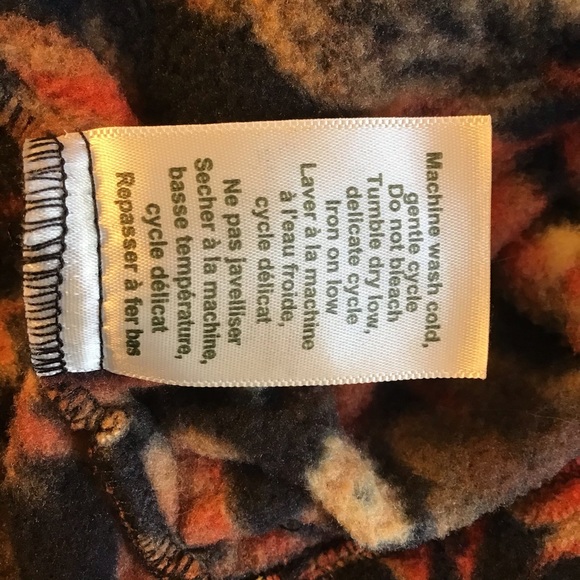 Machine wash cold,
gentle cycle
Do not bleach
Tumble dry low,
delicate cycle
Iron on low
Laver à la machine
à l'eau froide,
cycle délicat
Ne pas javelliser
Secher à la machine,
basse température,
cycle délicat
Repasser à fer bas